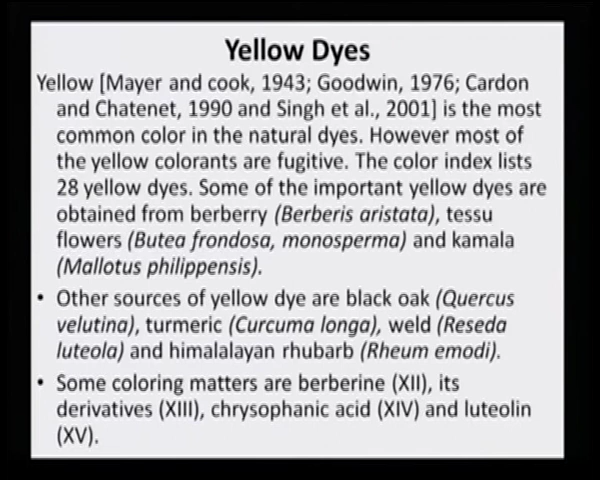 Yellow Dyes
Yellow [Mayer and cook, 1943; Goodwin, 1976; Cardon
and Chatenet, 1990 and Singh et al., 2001] is the most
common color in the natural dyes. However most of
the yellow colorants are fugitive. The color index lists
28 yellow dyes. Some of the important yellow dyes are
obtained from berberry (Berberis aristata), tessu
flowers (Butea frondosa, monosperma) and kamala
(Mallotus philippensis).
• Other sources of yellow dye are black oak (Quercus
velutina), turmeric (Curcuma longa), weld (Reseda
luteola) and himalalayan rhubarb (Rheum emodi).
• Some coloring matters are berberine (XII), its
derivatives (XIII), chrysophanic acid (XIV) and luteolin
(XV).